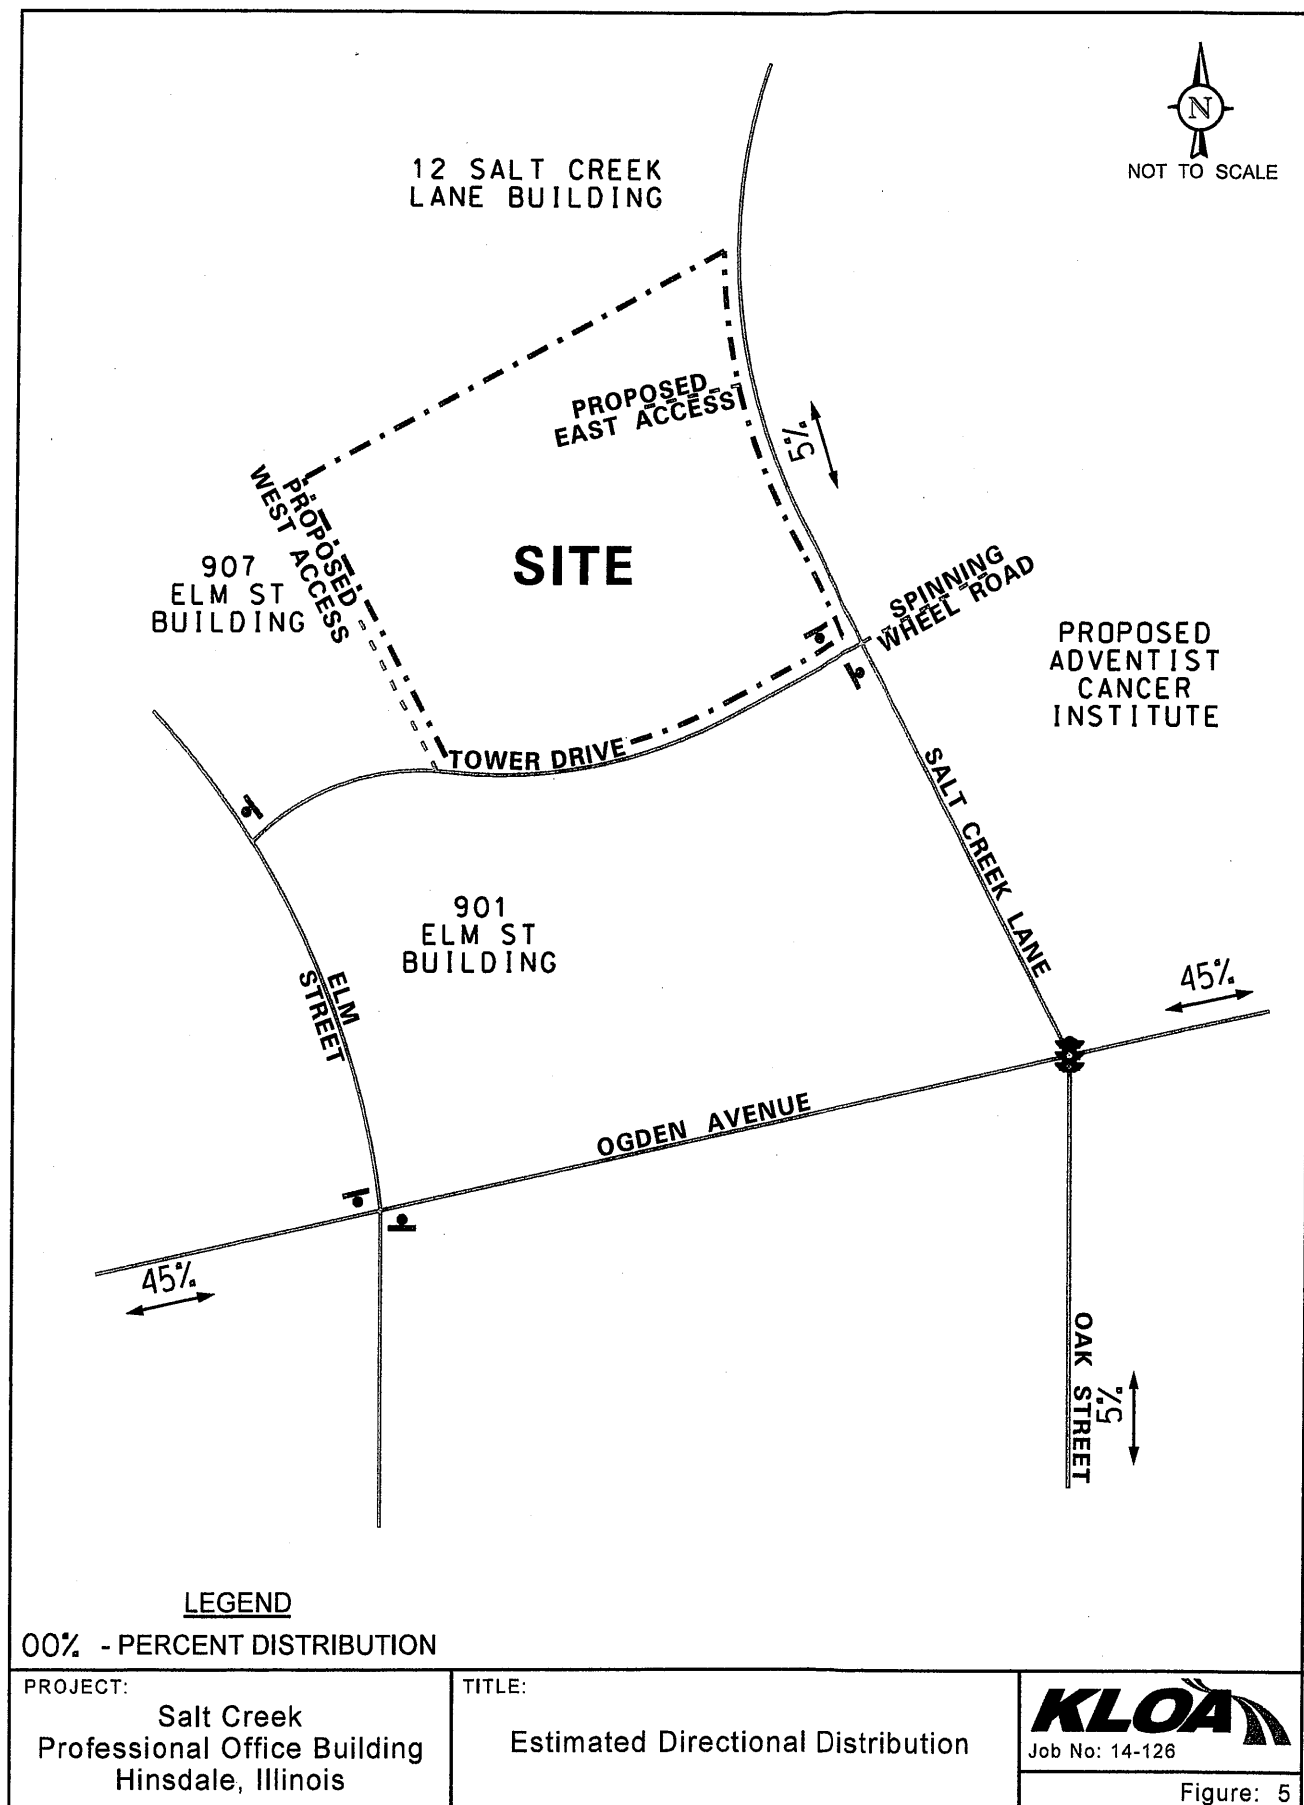 N
NOT TO SCALE
12 SALT CREEK
LANE BUILDING
PROPOSED
EAST ACCESS
5%
PROPOSED
WEST ACCESS
SITE
907
ELM ST
BUILDING
SPINNING
WHEEL ROAD
PROPOSED
ADVENTIST
CANCER
INSTITUTE
TOWER DRIVE
SALT CREEK LANE
901
ELM ST
BUILDING
ELM
STREET
45%
OGDEN AVENUE
45%
OAK STREET
5%
LEGEND
00% - PERCENT DISTRIBUTION
PROJECT:
Salt Creek
Professional Office Building
Hinsdale, Illinois
TITLE:
Estimated Directional Distribution
KLOA
Job No: 14-126
Figure: 5